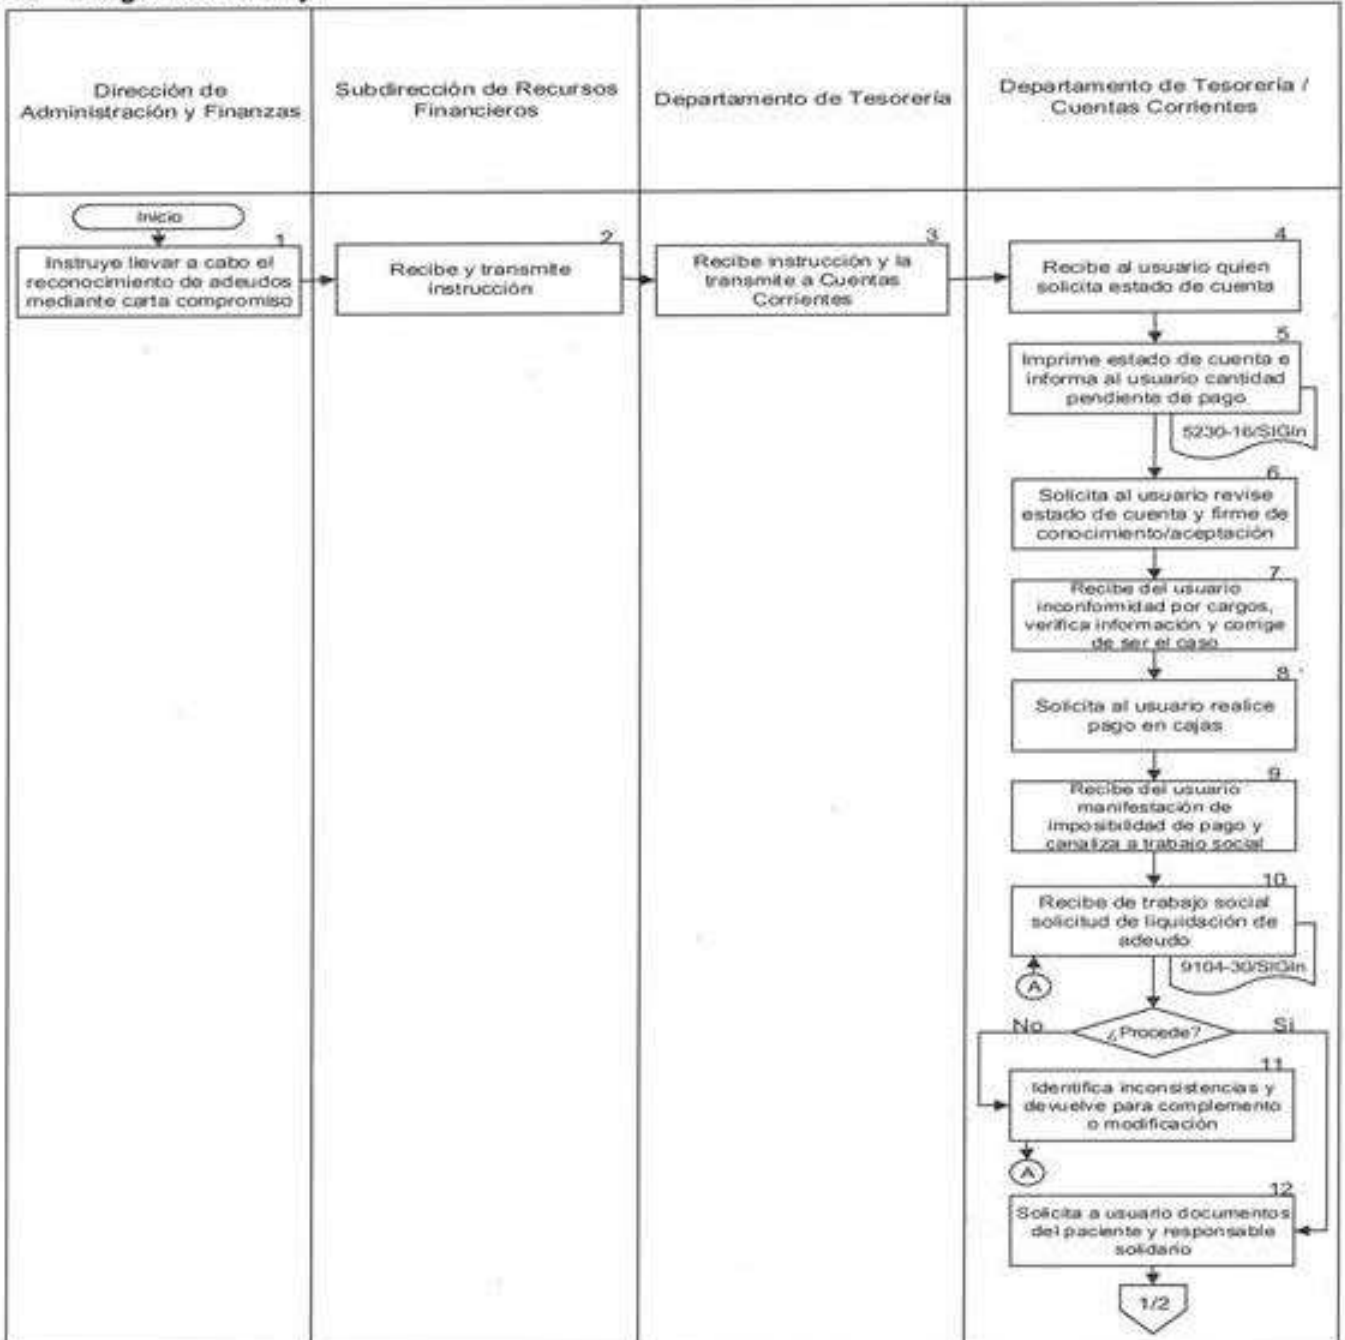 Dirección de
Administración y Finanzas
Subdirección de Recursos
Financieros
Departamento de Tesorería
Departamento de Tesorería /
Cuentas Corrientes
Inicio
1
Instruye llevar a cabo el
reconocimiento de adeudos
mediante carta compromiso
2
Recibe y transmite
instrucción
3
Recibe instrucción y la
transmite a Cuentas
Corrientes
4
Recibe al usuario quien
solicita estado de cuenta
5
Imprime estado de cuenta e
informa al usuario cantidad
pendiente de pago
5230-16/SIGIn
6
Solicita al usuario revise
estado de cuenta y firme de
conocimiento/aceptación
7
Recibe del usuario
inconformidad por cargos,
verifica información y corrige
de ser el caso
8
Solicita al usuario realice
pago en cajas
9
Recibe del usuario
manifestación de
imposibilidad de pago y
canaliza a trabajo social
10
Recibe de trabajo social
solicitud de liquidación de
adeudo
9104-30/SIGIn
A
No
¿Procede?
Si
11
Identifica inconsistencias y
devuelve para complemento
o modificación
A
12
Solicita a usuario documentos
del paciente y responsable
solidario
1/2